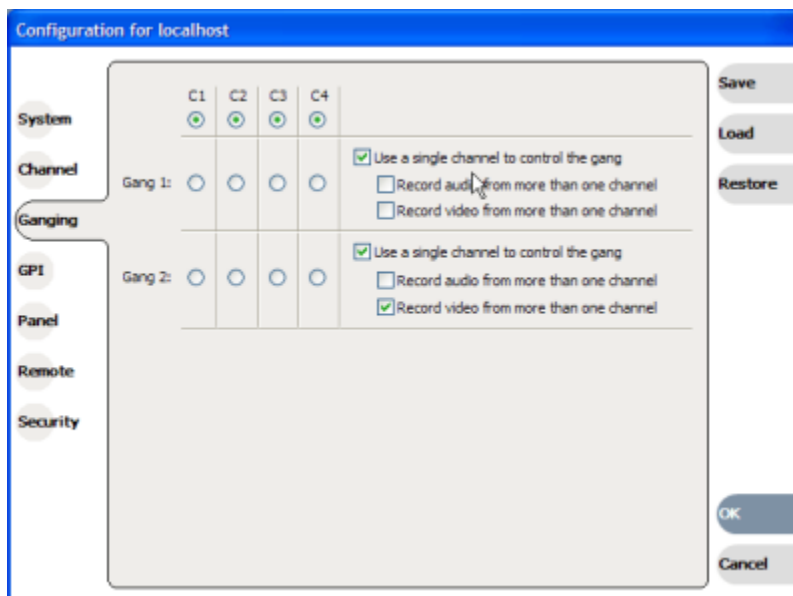 Configuration for localhost
System
Channel
Ganging
GPI
Panel
Remote
Security
C1 C2 C3 C4
Gang 1:
Use a single channel to control the gang
Record audio from more than one channel
Record video from more than one channel
Gang 2:
Use a single channel to control the gang
Record audio from more than one channel
Record video from more than one channel
Save
Load
Restore
OK
Cancel